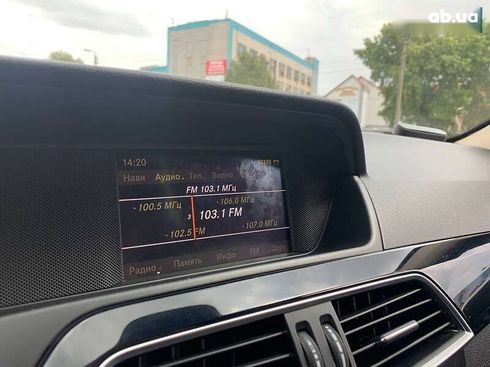 ab.ua
14:20
Нави Аудио Тел. Видео
FM 103.1 МГц
100.5 МГц 106.0 МГц
3 103.1 FM
102.5 FM 107.0 МГц
Радио Память Инфо FM Звук